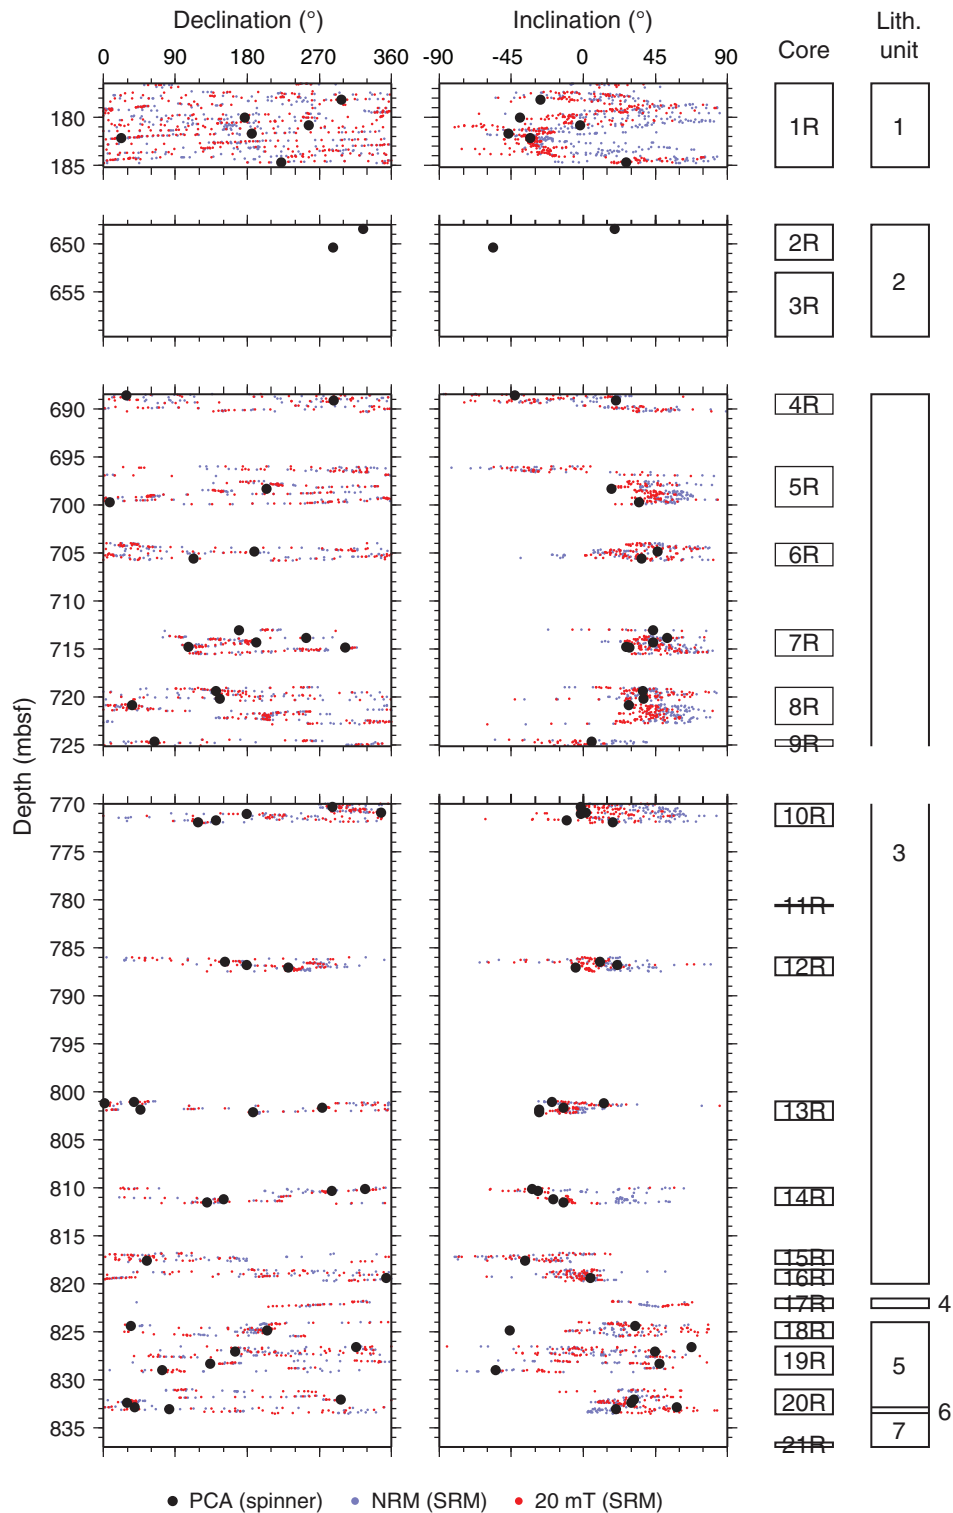 Declination (°) Inclination (°) Lith.
Core unit
0 90 180 270 360 -90 -45 0 45 90
180
185
1R 1
650
655
2R
3R
2
690
695
700
705
710
715
720
725
4R
5R
6R
7R
8R
9R
Depth (mbsf)
770
775
780
785
790
795
800
805
810
815
820
825
830
835
10R
3
11R
12R
13R
14R
15R
16R
17R 4
18R
19R 5
20R 6
7
21R
PCA (spinner) NRM (SRM) 20 mT (SRM)